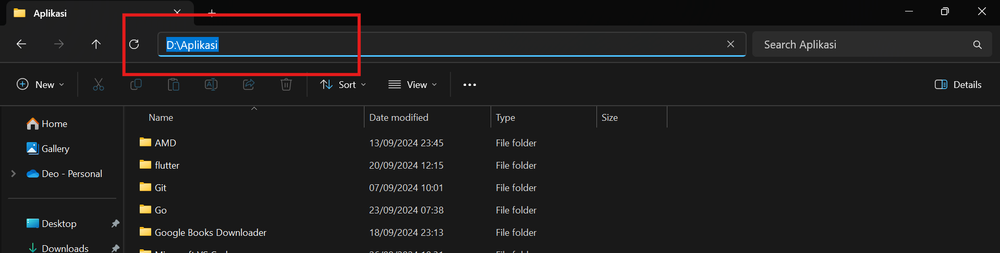 Aplikasi
D:\Aplikasi
Search Aplikasi
New
Sort
View
Details
Home
Gallery
Deo - Personal
Desktop
Downloads
Name Date modified Type Size
AMD 13/09/2024 23:45 File folder
flutter 20/09/2024 12:15 File folder
Git 07/09/2024 10:01 File folder
Go 23/09/2024 07:38 File folder
Google Books Downloader 18/09/2024 23:13 File folder